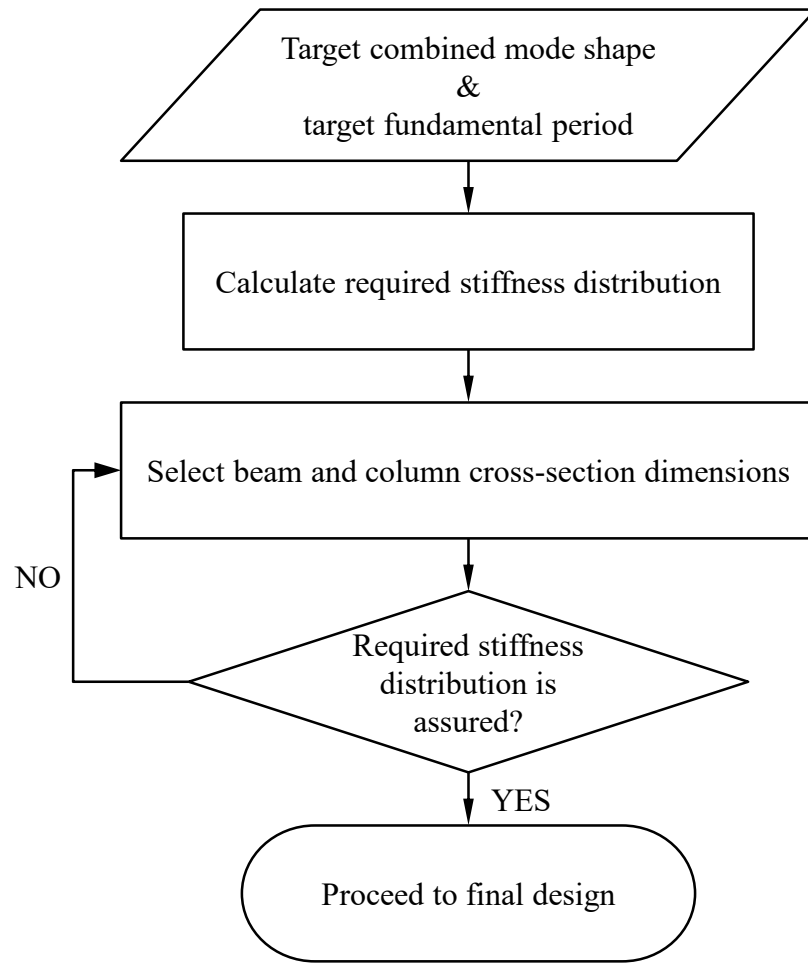 Target combined mode shape
&
target fundamental period
Calculate required stiffness distribution
Select beam and column cross-section dimensions
NO
Required stiffness
distribution is
assured?
YES
Proceed to final design